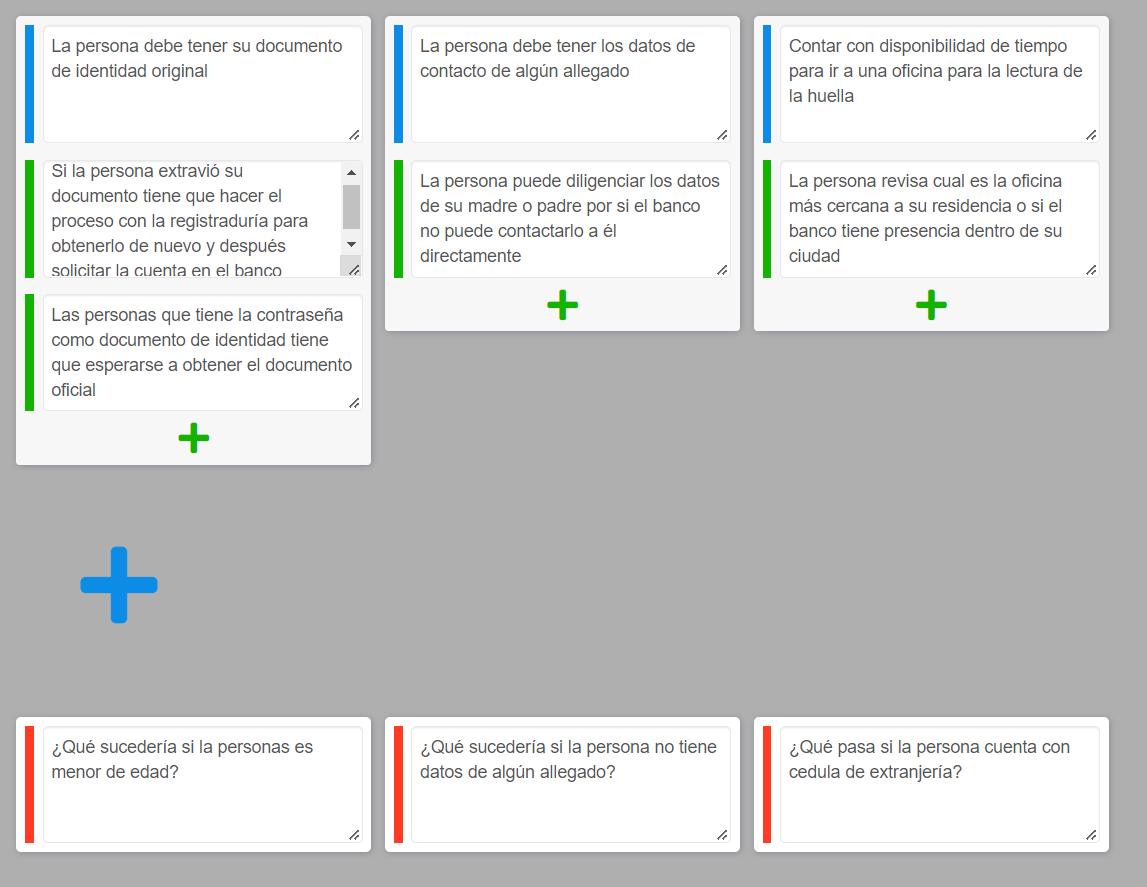 La persona debe tener su documento
de identidad original
Si la persona extravió su
documento tiene que hacer el
proceso con la registraduría para
obtenerlo de nuevo y después
solicitar la cuenta en el banco
Las personas que tiene la contraseña
como documento de identidad tiene
que esperarse a obtener el documento
oficial
La persona debe tener los datos de
contacto de algún allegado
La persona puede diligenciar los datos
de su madre o padre por si el banco
no puede contactarlo a él
directamente
Contar con disponibilidad de tiempo
para ir a una oficina para la lectura de
la huella
La persona revisa cual es la oficina
más cercana a su residencia o si el
banco tiene presencia dentro de su
ciudad
¿Qué sucedería si la personas es
menor de edad?
¿Qué sucedería si la persona no tiene
datos de algún allegado?
¿Qué pasa si la persona cuenta con
cedula de extranjería?